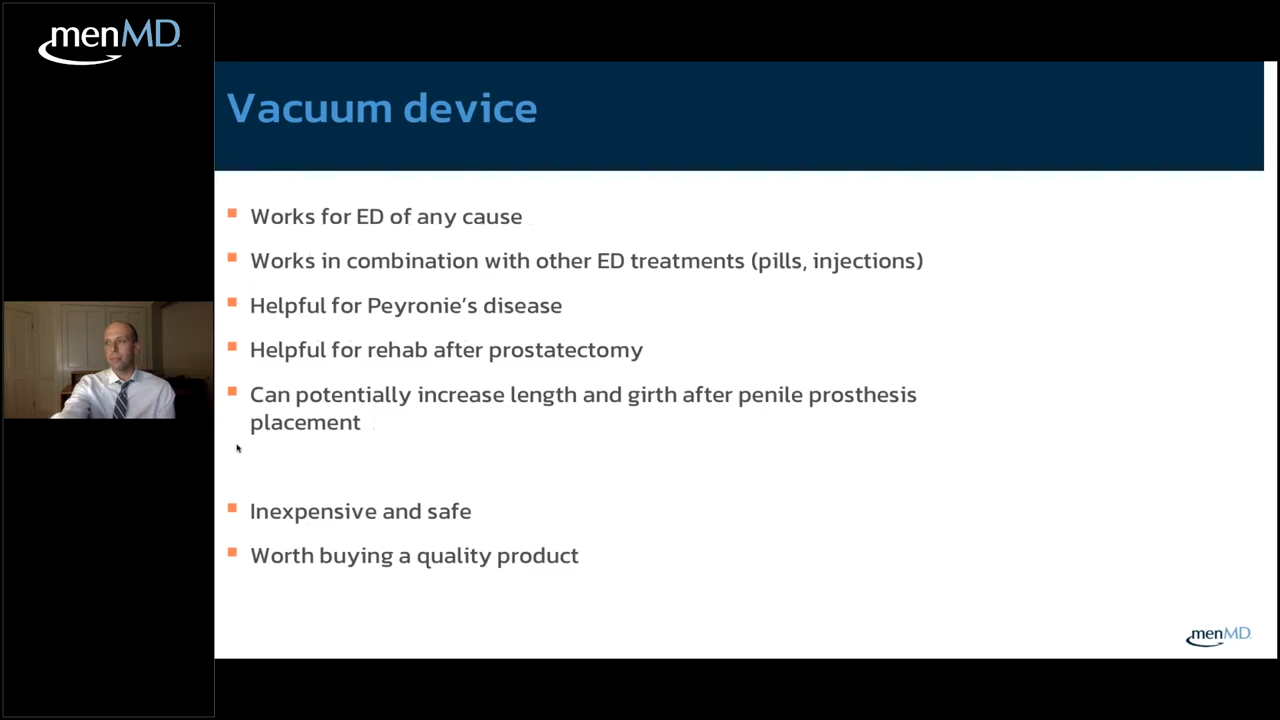 menMD
Vacuum device
Works for ED of any cause
Works in combination with other ED treatments (pills, injections)
Helpful for Peyronie’s disease
Helpful for rehab after prostatectomy
Can potentially increase length and girth after penile prosthesis
placement
Inexpensive and safe
Worth buying a quality product
menMD